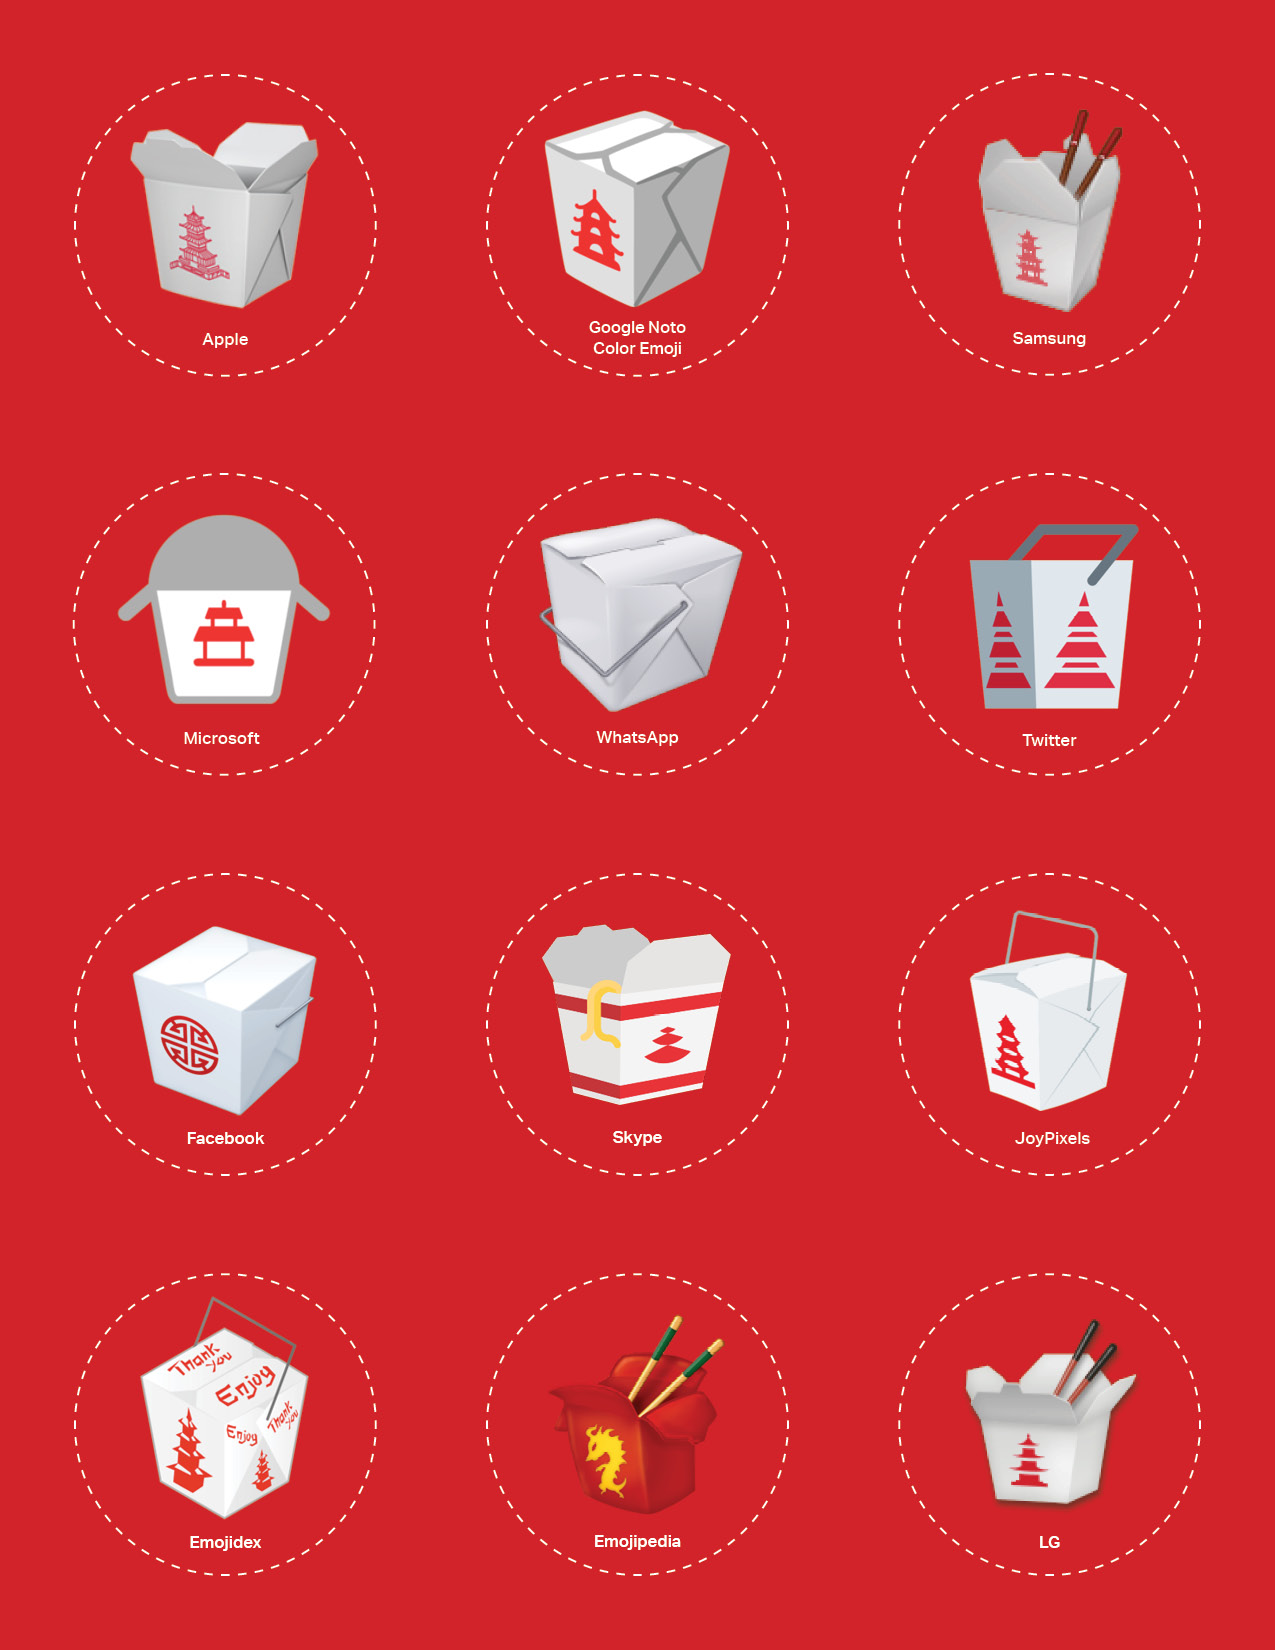 Apple
Google Noto
Color Emoji
Samsung
Microsoft
WhatsApp
Twitter
Facebook
Skype
JoyPixels
Thank
you
Enjoy
Enjoy
Thank
you
Emojidex
Emojipedia
LG